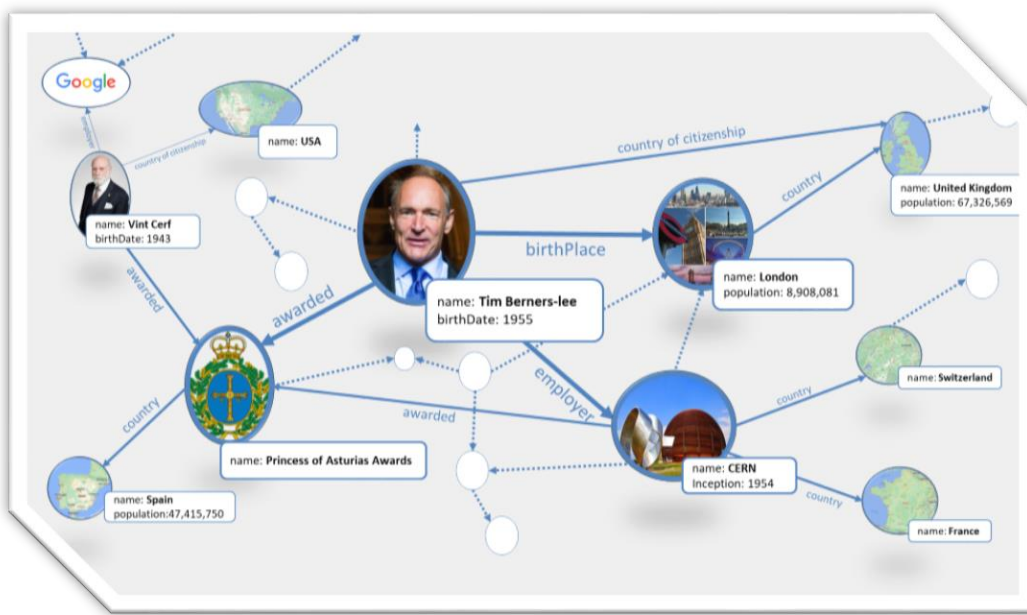 Google
employer
country of citizenship
name: USA
name: Vint Cerf
birthDate: 1943
awarded
country of citizenship
country
name: United Kingdom
population: 67,326,569
birthPlace
name: London
population: 8,908,081
name: Tim Berners-lee
birthDate: 1955
awarded
employer
country
name: Switzerland
awarded
name: Princess of Asturias Awards
country
name: Spain
population:47,415,750
name: CERN
Inception: 1954
country
name: France